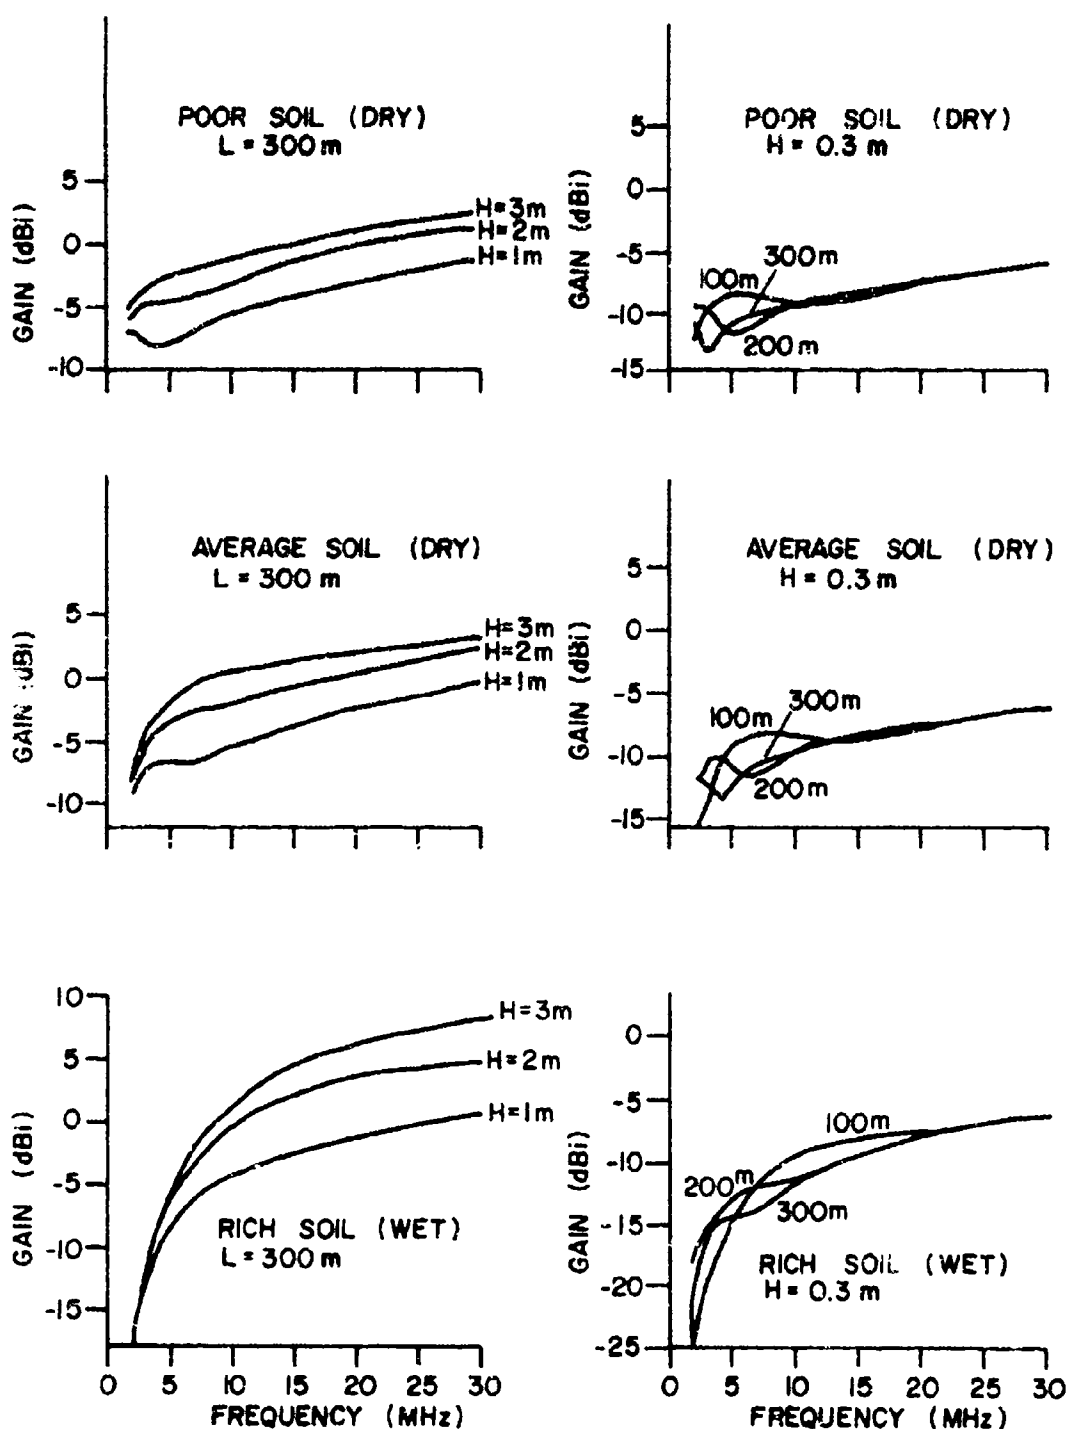 POOR SOIL (DRY)
L = 300 m
GAIN (dBi)
5
0
-5
-10
H=3m
H=2m
H=1m
POOR SOIL (DRY)
H = 0.3 m
GAIN (dBi)
5
0
-5
-10
-15
100m
300m
200m
AVERAGE SOIL (DRY)
L = 300 m
GAIN (dBi)
5
0
-5
-10
H=3m
H=2m
H=1m
AVERAGE SOIL (DRY)
H = 0.3 m
GAIN (dBi)
5
0
-5
-10
-15
100m
300m
200m
10
5
0
-5
-10
-15
GAIN (dBi)
H=3m
H=2m
H=1m
RICH SOIL (WET)
L = 300 m
0 5 10 15 20 25 30
FREQUENCY (MHz)
0
-5
-10
-15
-20
-25
GAIN (dBi)
100m
200m
300m
RICH SOIL (WET)
H = 0.3 m
0 5 10 15 20 25 30
FREQUENCY (MHz)